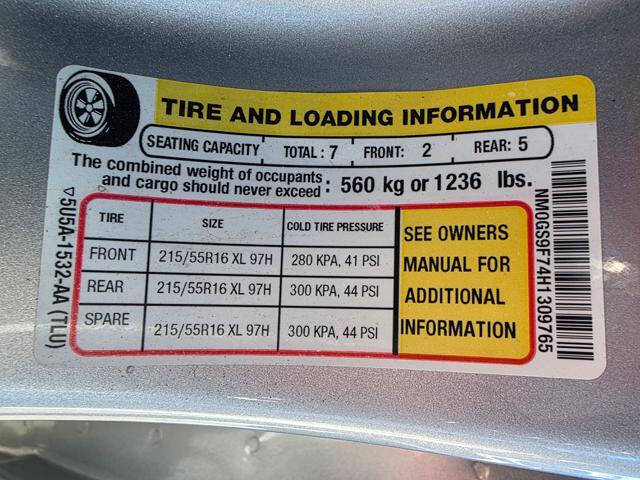 TIRE AND LOADING INFORMATION
SEATING CAPACITY TOTAL : 7 FRONT: 2 REAR: 5
The combined weight of occupants
and cargo should never exceed : 560 kg or 1236 lbs.
TIRE SIZE COLD TIRE PRESSURE
FRONT 215/55R16 XL 97H 280 KPA, 41 PSI
REAR 215/55R16 XL 97H 300 KPA, 44 PSI
SPARE 215/55R16 XL 97H 300 KPA, 44 PSI
SEE OWNERS
MANUAL FOR
ADDITIONAL
INFORMATION
▽5U5A-1532-AA (TLU)
NM0GS9F74H1309765